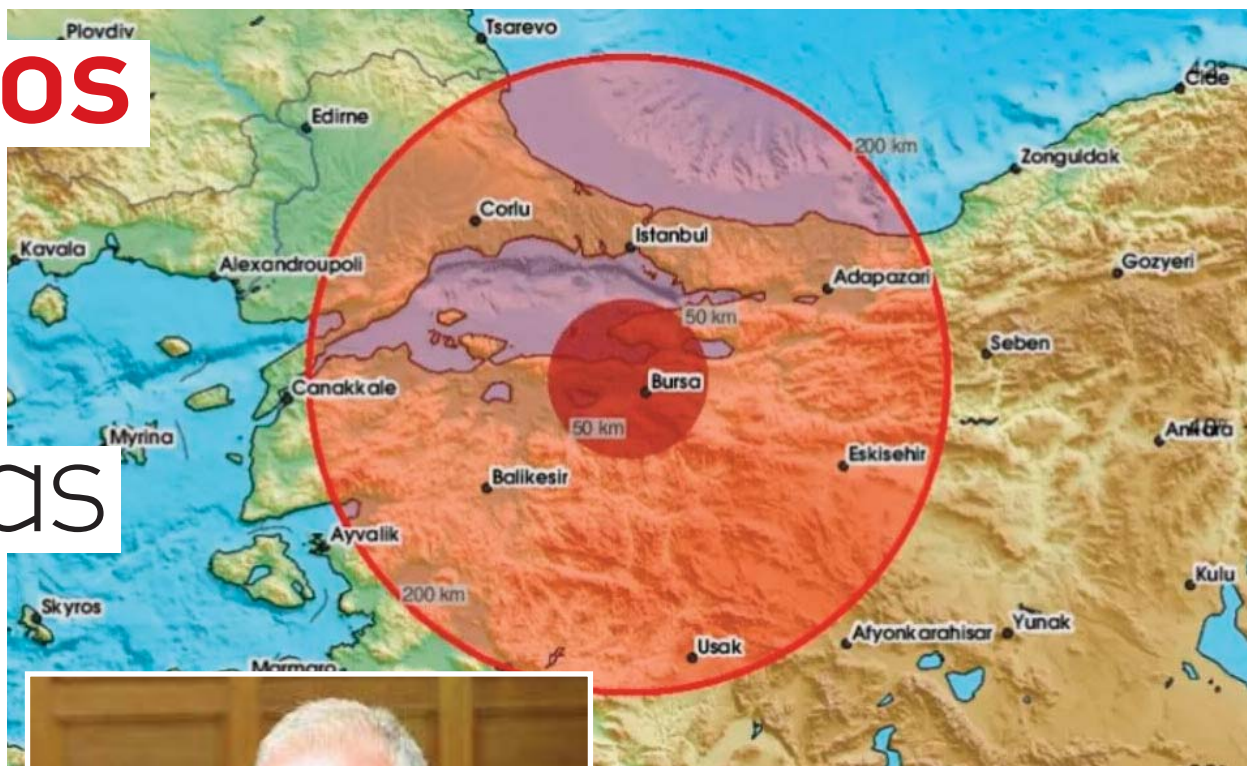 Tsarevo
Plovdiv
os
Cide
Edirne
200 km
Zonguldak
Corlu
Istanbul
Kavala
Alexandroupoli
Gozyeri
Adapazari
50 km
Seben
Canakkale
Bursa
50 km
Myrina
Ankara
Eskisehir
Balikesir
as
Ayvalik
Kulu
200 km
Skyros
Yunak
Afyonkarahisar
Usak
Marmaro